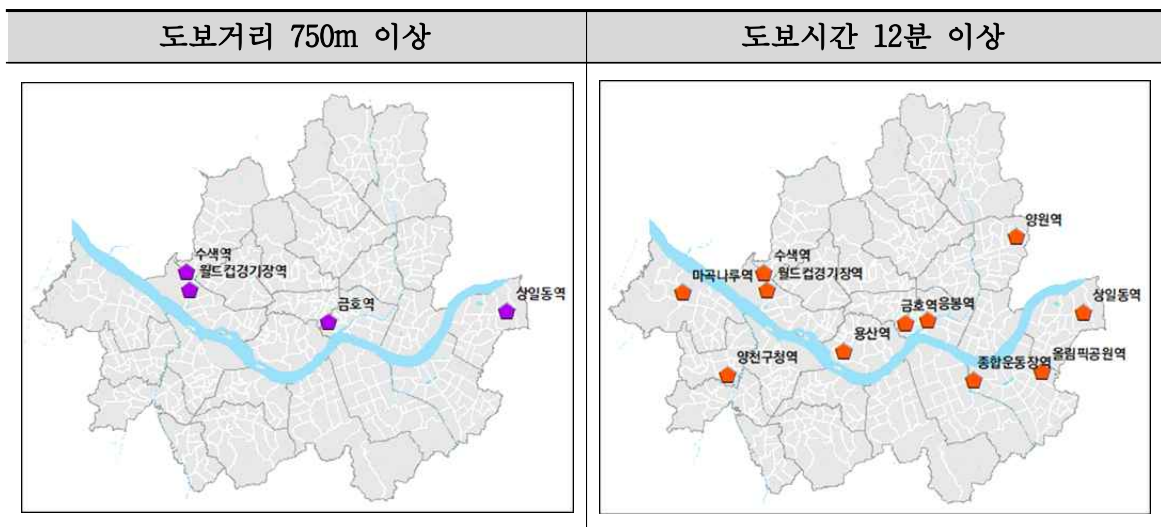 도보거리 750m 이상
도보시간 12분 이상
수색역
월드컵경기장역
금호역
상일동역
양원역
수색역
마곡나루역
월드컵경기장역
상일동역
금호역
응봉역
용산역
종합운동장역
올림픽공원역
양천구청역